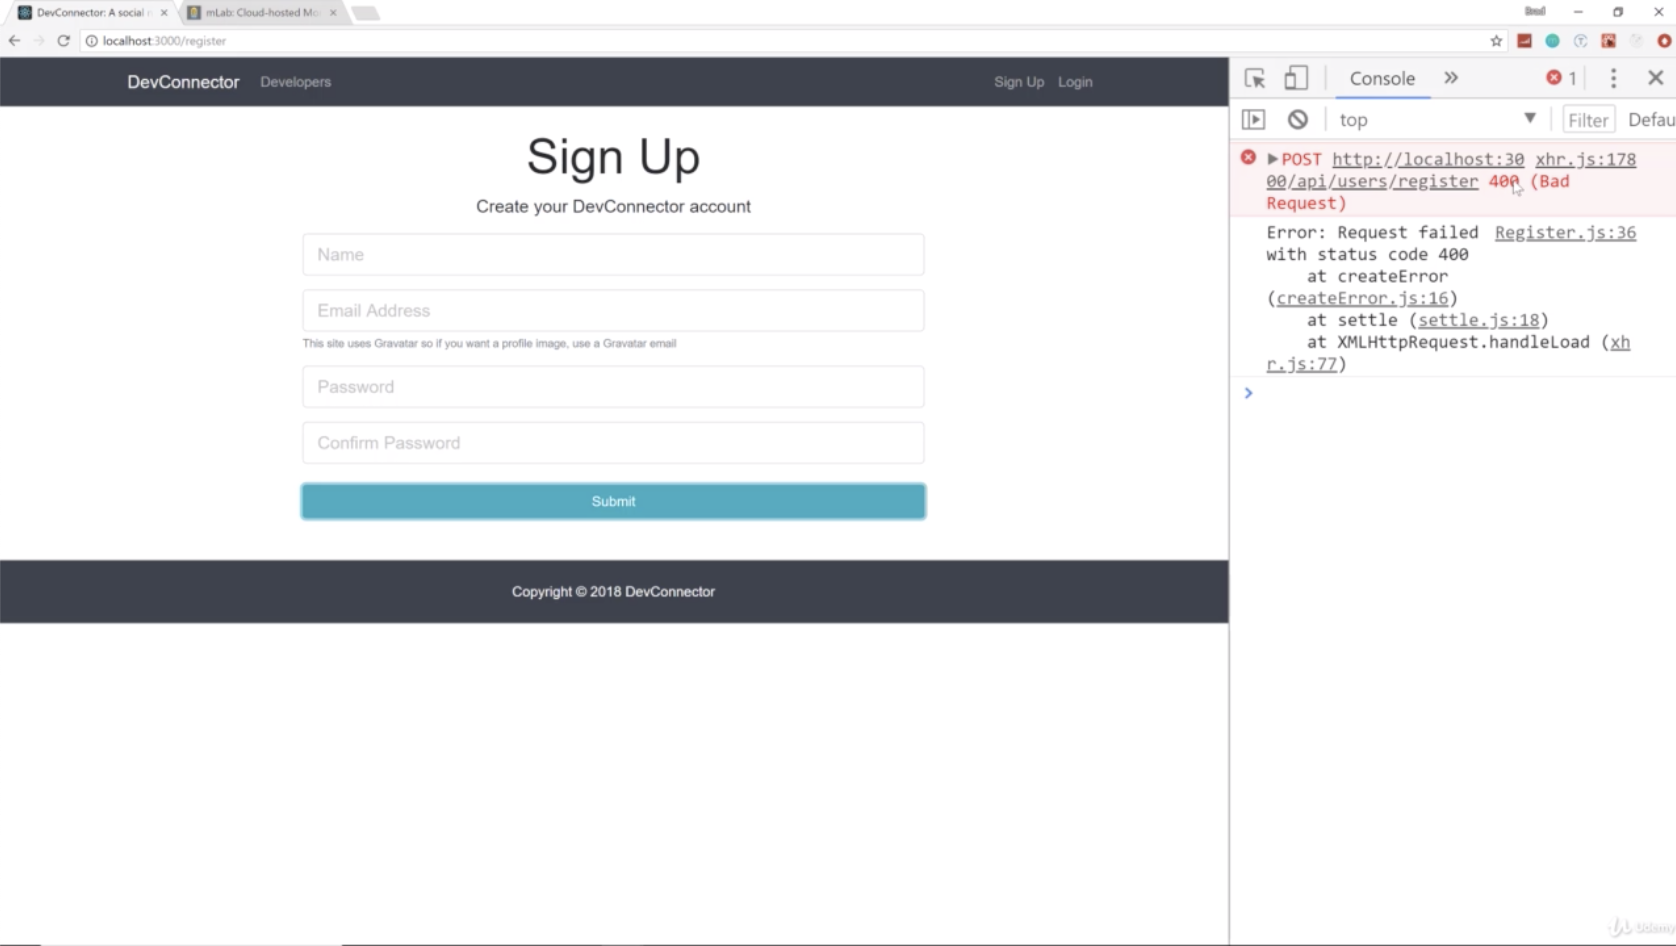 DevConnector: A social
mLab: Cloud-hosted Mo
localhost:3000/register
DevConnector Developers Sign Up Login
Sign Up
Create your DevConnector account
Name
Email Address
This site uses Gravatar so if you want a profile image, use a Gravatar email
Password
Confirm Password
Submit
Copyright © 2018 DevConnector
Console 1
top Filter Defau
POST http://localhost:30 xhr.js:178
00/api/users/register 400 (Bad
Request)
Error: Request failed Register.js:36
with status code 400
at createError
(createError.js:16)
at settle (settle.js:18)
at XMLHttpRequest.handleLoad (xh
r.js:77)
Udemy